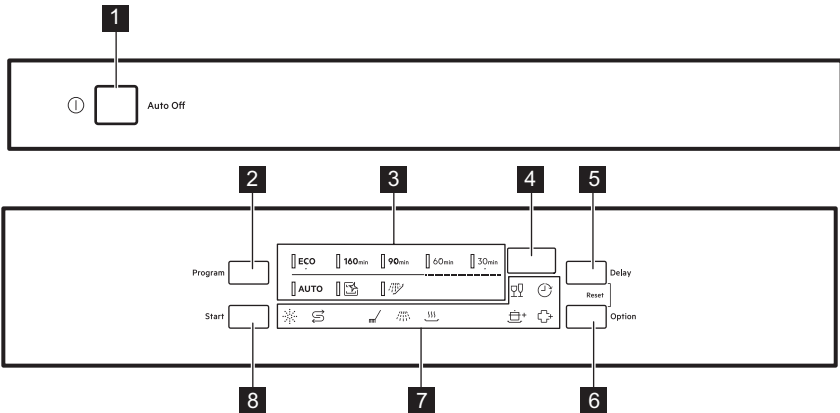 1
Auto Off
2 3 4 5
Program ECO 160min 90min 60min 30min Delay
AUTO
Reset
Start Option
8 7 6